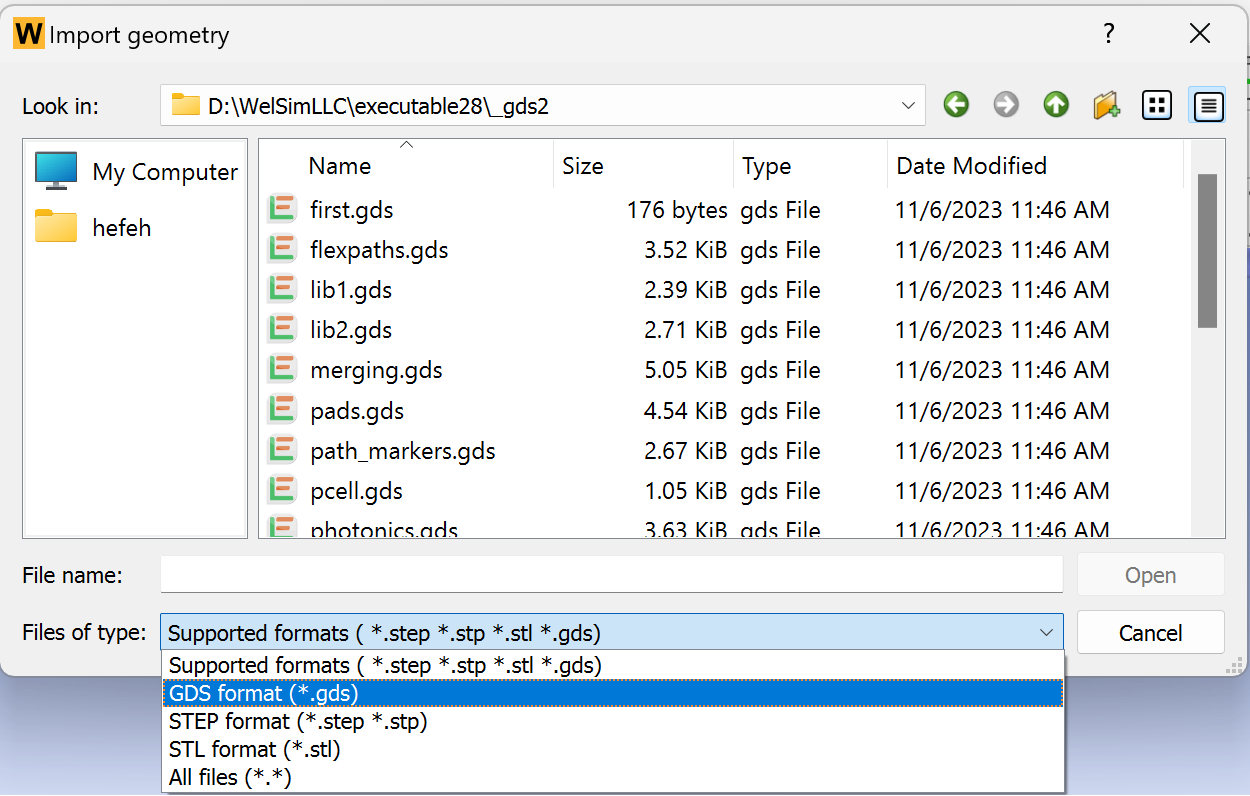 W Import geometry ? 
Look in: D:\WelSimLLC\executable28\_gds2
My Computer
hefeh
Name Size Type Date Modified
first.gds 176 bytes gds File 11/6/2023 11:46 AM
flexpaths.gds 3.52 KiB gds File 11/6/2023 11:46 AM
lib1.gds 2.39 KiB gds File 11/6/2023 11:46 AM
lib2.gds 2.71 KiB gds File 11/6/2023 11:46 AM
merging.gds 5.05 KiB gds File 11/6/2023 11:46 AM
pads.gds 4.54 KiB gds File 11/6/2023 11:46 AM
path_markers.gds 2.67 KiB gds File 11/6/2023 11:46 AM
pcell.gds 1.05 KiB gds File 11/6/2023 11:46 AM
photonics.gds 3.63 KiB gds File 11/6/2023 11:46 AM
File name: Open
Files of type: Supported formats ( *.step *.stp *.stl *.gds) Cancel
Supported formats ( *.step *.stp *.stl *.gds)
GDS format (*.gds)
STEP format (*.step *.stp)
STL format (*.stl)
All files (*.*)